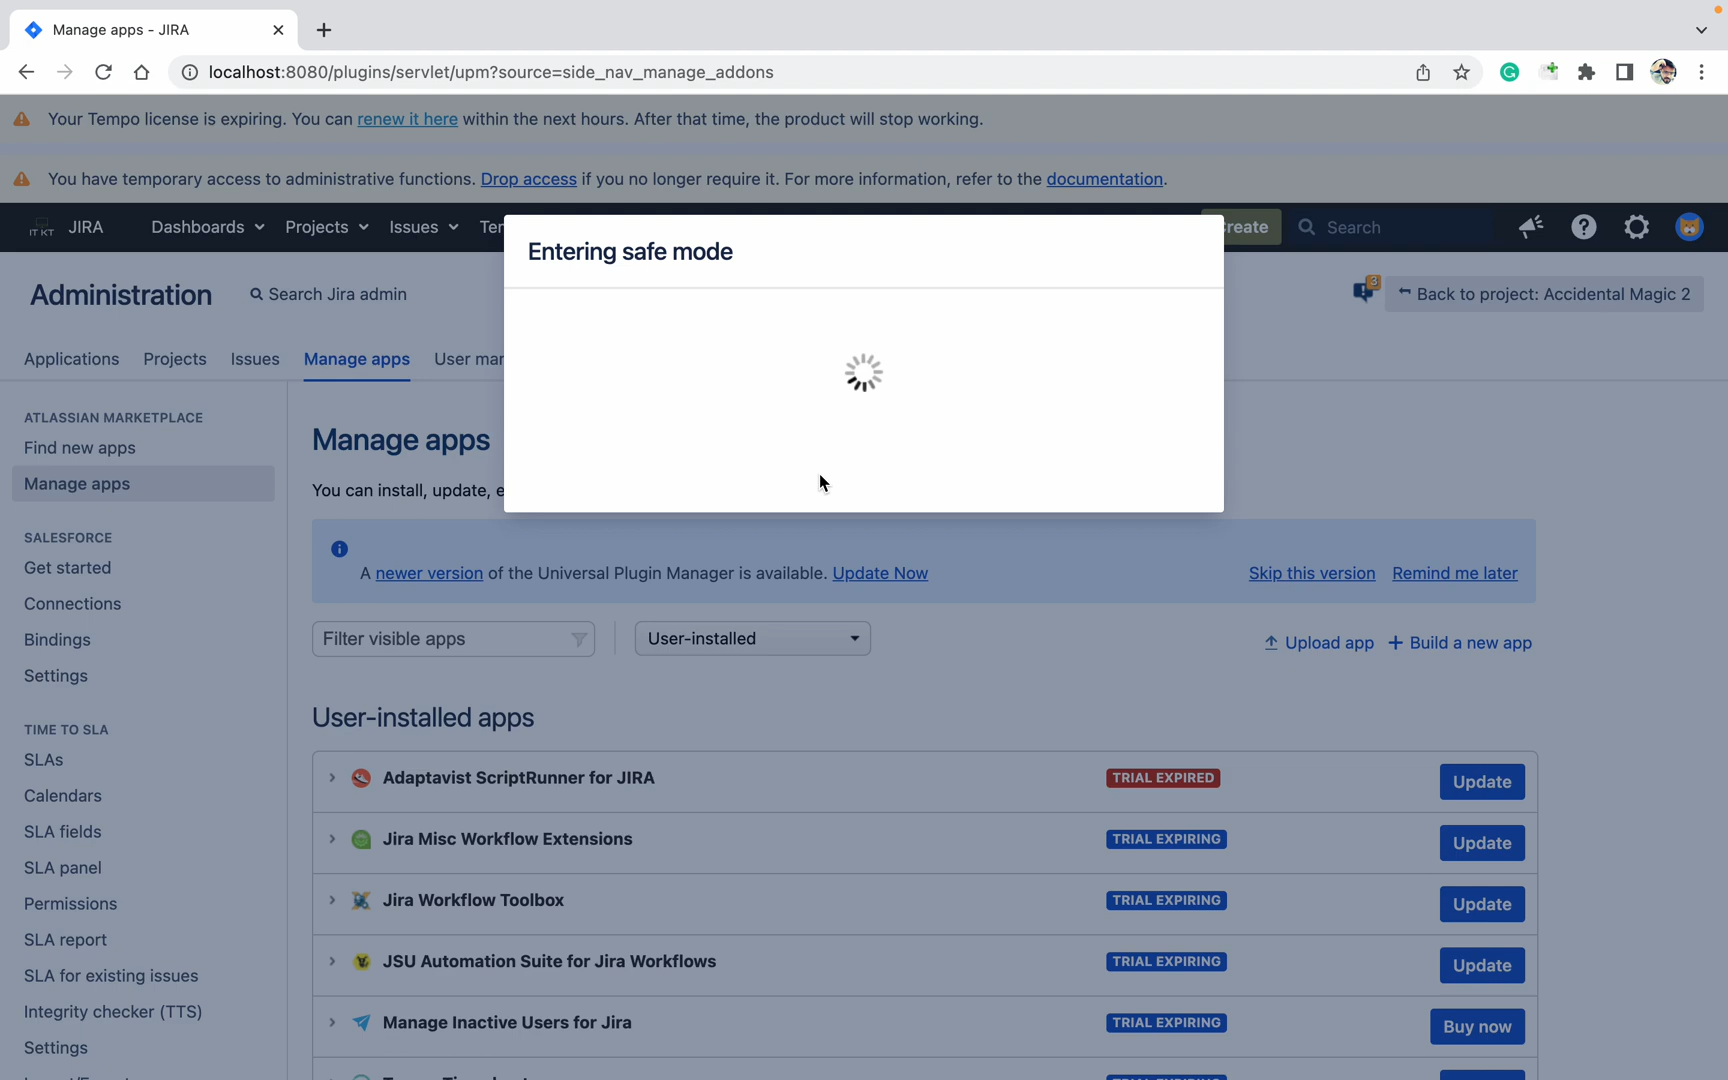 Manage apps - JIRA
localhost:8080/plugins/servlet/upm?source=side_nav_manage_addons
Your Tempo license is expiring. You can renew it here within the next hours. After that time, the product will stop working.
You have temporary access to administrative functions. Drop access if you no longer require it. For more information, refer to the documentation.
IT KT JIRA Dashboards Projects Issues Search
Entering safe mode
Administration Search Jira admin 3 Back to project: Accidental Magic 2
Applications Projects Issues Manage apps User
ATLASSIAN MARKETPLACE
Find new apps
Manage apps
SALESFORCE
Get started
Connections
Bindings
Settings
TIME TO SLA
SLAs
Calendars
SLA fields
SLA panel
Permissions
SLA report
SLA for existing issues
Integrity checker (TTS)
Settings
Manage apps
You can install, update,
A newer version of the Universal Plugin Manager is available. Update Now Skip this version Remind me later
Filter visible apps User-installed Upload app + Build a new app
User-installed apps
Adaptavist ScriptRunner for JIRA TRIAL EXPIRED Update
Jira Misc Workflow Extensions TRIAL EXPIRING Update
Jira Workflow Toolbox TRIAL EXPIRING Update
JSU Automation Suite for Jira Workflows TRIAL EXPIRING Update
Manage Inactive Users for Jira TRIAL EXPIRING Buy now